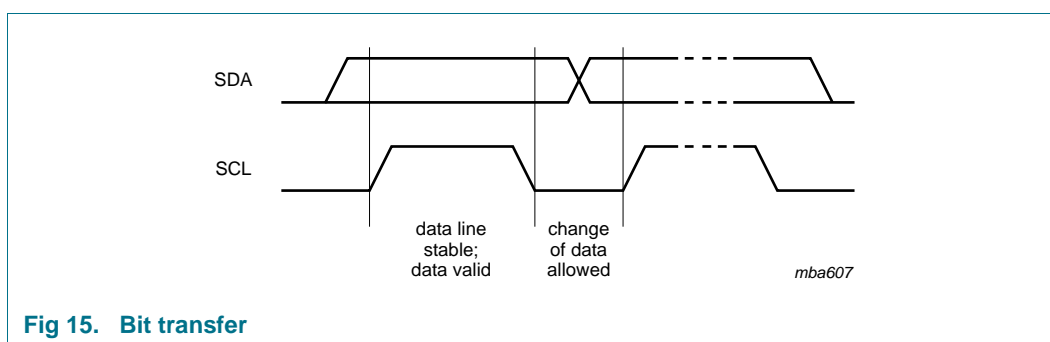 SDA
SCL
data line
stable;
data valid
change
of data
allowed
mba607
Fig 15. Bit transfer